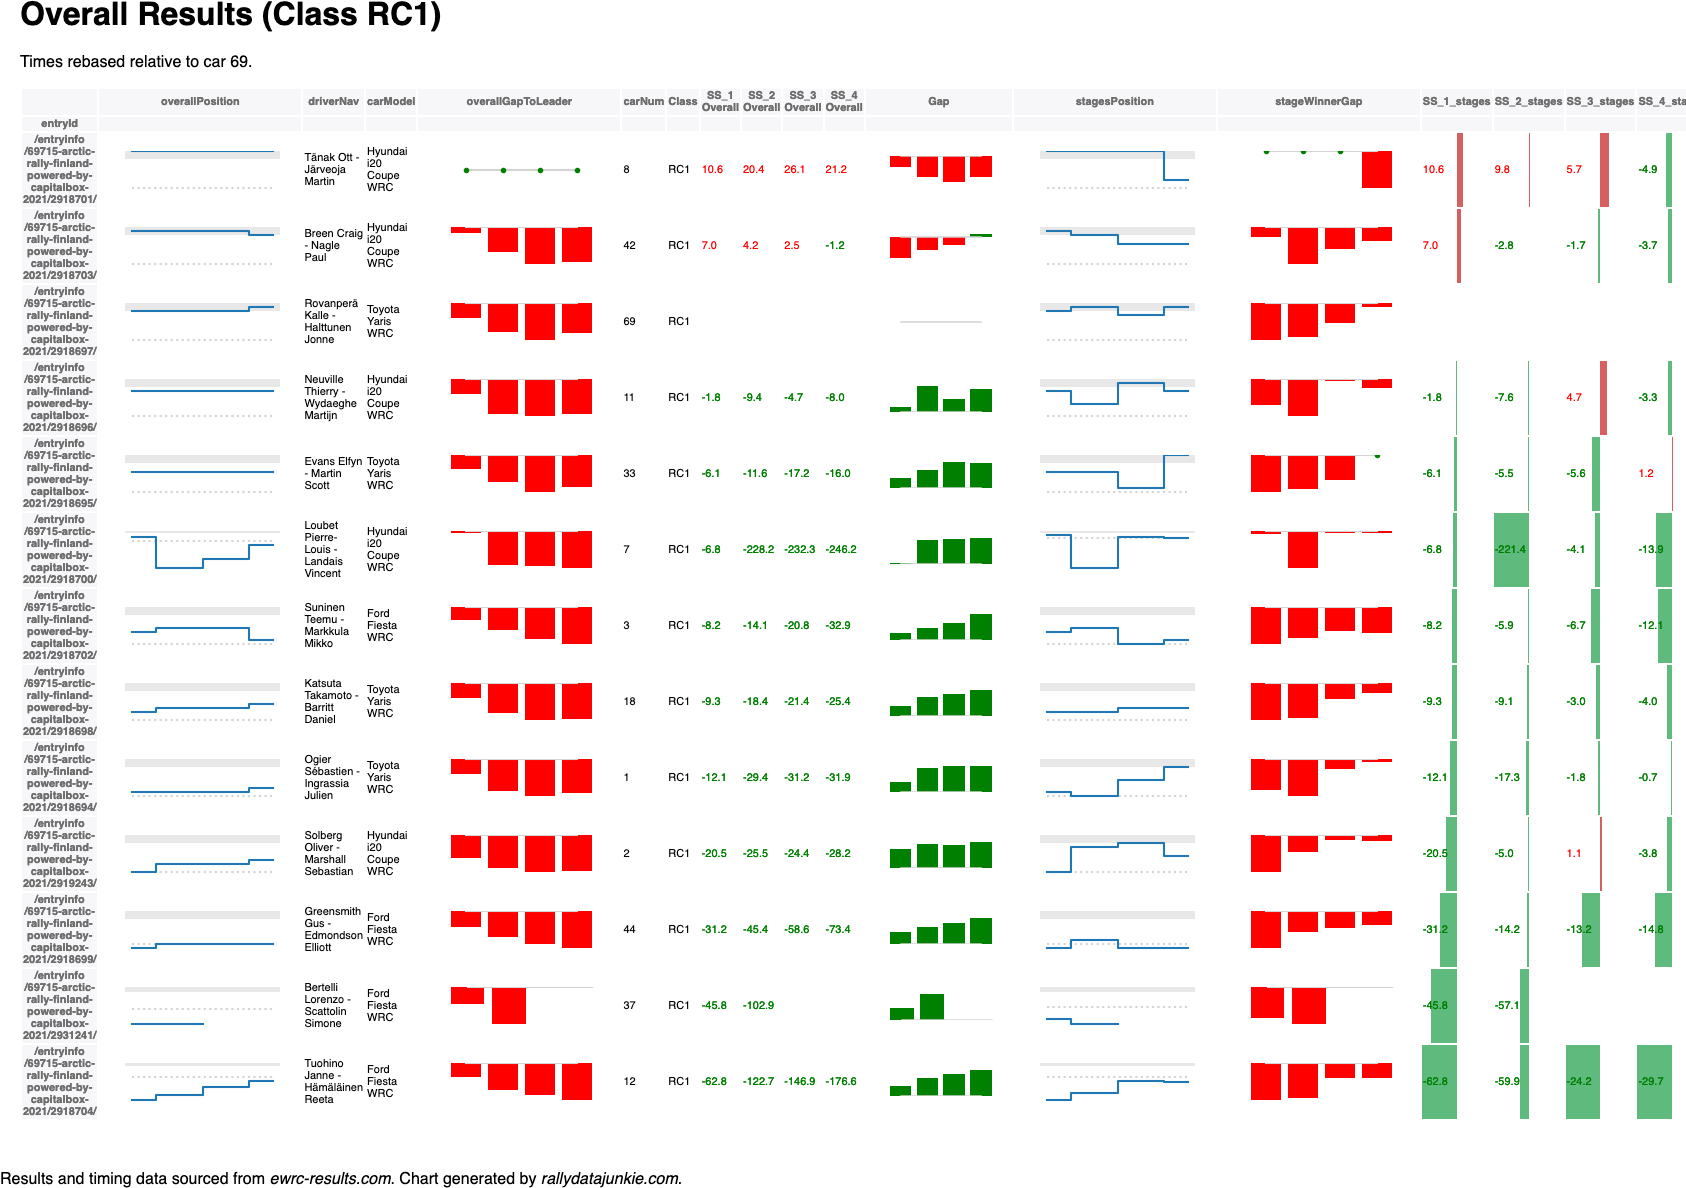 Overall Results (Class RC1)
Times rebased relative to car 69.
overallPosition driverNav carModel overallGapToLeader carNum Class SS_1 Overall SS_2 Overall SS_3 Overall SS_4 Overall Gap stagesPosition stageWinnerGap SS_1_stages SS_2_stages SS_3_stages SS_4_sta
entryId
/entryinfo
/69715-arctic-
rally-finland-
powered-by-
capitalbox-
2021/2918701/
Tänak Ott -
Järveoja
Martin
Hyundai
i20
Coupe
WRC
8 RC1 10.6 20.4 26.1 21.2 10.6 9.8 5.7 -4.9
/entryinfo
/69715-arctic-
rally-finland-
powered-by-
capitalbox-
2021/2918703/
Breen Craig
- Nagle
Paul
Hyundai
i20
Coupe
WRC
42 RC1 7.0 4.2 2.5 -1.2 7.0 -2.8 -1.7 -3.7
/entryinfo
/69715-arctic-
rally-finland-
powered-by-
capitalbox-
2021/2918697/
Rovanperä
Kalle -
Halttunen
Jonne
Toyota
Yaris
WRC
69 RC1
/entryinfo
/69715-arctic-
rally-finland-
powered-by-
capitalbox-
2021/2918696/
Neuville
Thierry -
Wydaeghe
Martijn
Hyundai
i20
Coupe
WRC
11 RC1 -1.8 -9.4 -4.7 -8.0 -1.8 -7.6 4.7 -3.3
/entryinfo
/69715-arctic-
rally-finland-
powered-by-
capitalbox-
2021/2918695/
Evans Elfyn
- Martin
Scott
Toyota
Yaris
WRC
33 RC1 -6.1 -11.6 -17.2 -16.0 -6.1 -5.5 -5.6 1.2
/entryinfo
/69715-arctic-
rally-finland-
powered-by-
capitalbox-
2021/2918700/
Loubet
Pierre-
Louis -
Landais
Vincent
Hyundai
i20
Coupe
WRC
7 RC1 -6.8 -228.2 -232.3 -246.2 -6.8 -221.4 -4.1 -13.9
/entryinfo
/69715-arctic-
rally-finland-
powered-by-
capitalbox-
2021/2918702/
Suninen
Teemu -
Markkula
Mikko
Ford
Fiesta
WRC
3 RC1 -8.2 -14.1 -20.8 -32.9 -8.2 -5.9 -6.7 -12.1
/entryinfo
/69715-arctic-
rally-finland-
powered-by-
capitalbox-
2021/2918698/
Katsuta
Takamoto -
Barritt
Daniel
Toyota
Yaris
WRC
18 RC1 -9.3 -18.4 -21.4 -25.4 -9.3 -9.1 -3.0 -4.0
/entryinfo
/69715-arctic-
rally-finland-
powered-by-
capitalbox-
2021/2918694/
Ogier
Sébastien -
Ingrassia
Julien
Toyota
Yaris
WRC
1 RC1 -12.1 -29.4 -31.2 -31.9 -12.1 -17.3 -1.8 -0.7
/entryinfo
/69715-arctic-
rally-finland-
powered-by-
capitalbox-
2021/2919243/
Solberg
Oliver -
Marshall
Sebastian
Hyundai
i20
Coupe
WRC
2 RC1 -20.5 -25.5 -24.4 -28.2 -20.5 -5.0 1.1 -3.8
/entryinfo
/69715-arctic-
rally-finland-
powered-by-
capitalbox-
2021/2918699/
Greensmith
Gus -
Edmondson
Elliott
Ford
Fiesta
WRC
44 RC1 -31.2 -45.4 -58.6 -73.4 -31.2 -14.2 -13.2 -14.8
/entryinfo
/69715-arctic-
rally-finland-
powered-by-
capitalbox-
2021/2931241/
Bertelli
Lorenzo -
Scattolin
Simone
Ford
Fiesta
WRC
37 RC1 -45.8 -102.9 -45.8 -57.1
/entryinfo
/69715-arctic-
rally-finland-
powered-by-
capitalbox-
2021/2918704/
Tuohino
Janne -
Hämäläinen
Reeta
Ford
Fiesta
WRC
12 RC1 -62.8 -122.7 -146.9 -176.6 -62.8 -59.9 -24.2 -29.7
Results and timing data sourced from ewrc-results.com. Chart generated by rallydatajunkie.com.